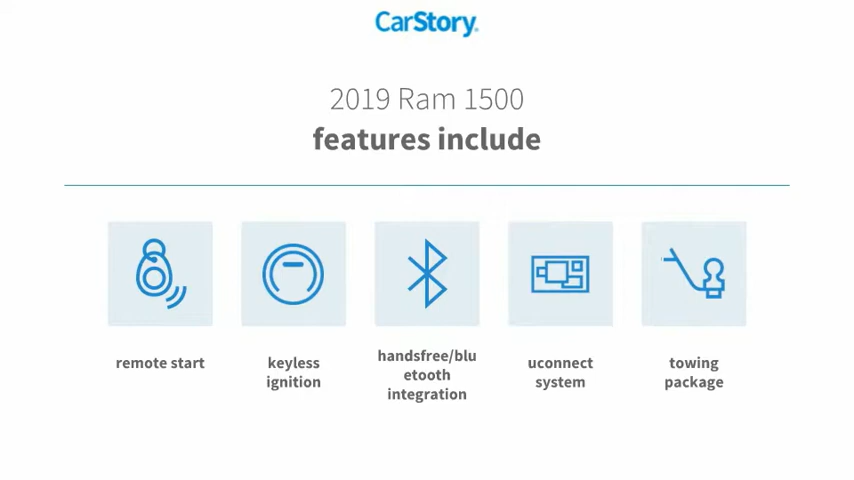 CarStory
2019 Ram 1500
features include
remote start
keyless
ignition
handsfree/blu
etooth
integration
uconnect
system
towing
package